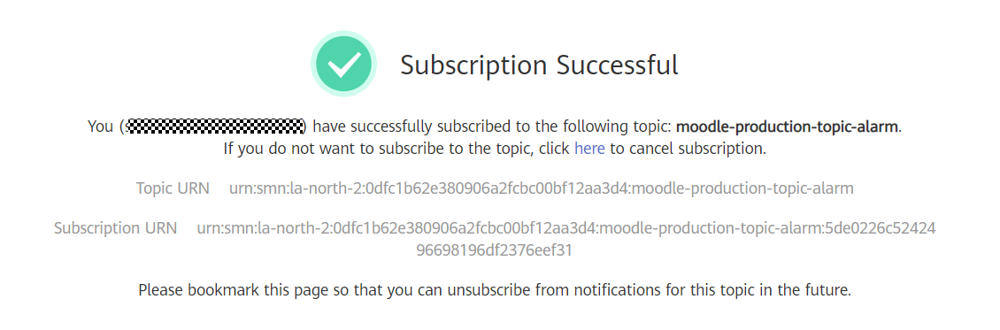 Subscription Successful
You ( ) have successfully subscribed to the following topic: moodle-production-topic-alarm.
If you do not want to subscribe to the topic, click here to cancel subscription.
Topic URN urn:smn:la-north-2:0dfc1b62e380906a2fcbc00bf12aa3d4:moodle-production-topic-alarm
Subscription URN urn:smn:la-north-2:0dfc1b62e380906a2fcbc00bf12aa3d4:moodle-production-topic-alarm:5de0226c52424
96698196df2376eef31
Please bookmark this page so that you can unsubscribe from notifications for this topic in the future.